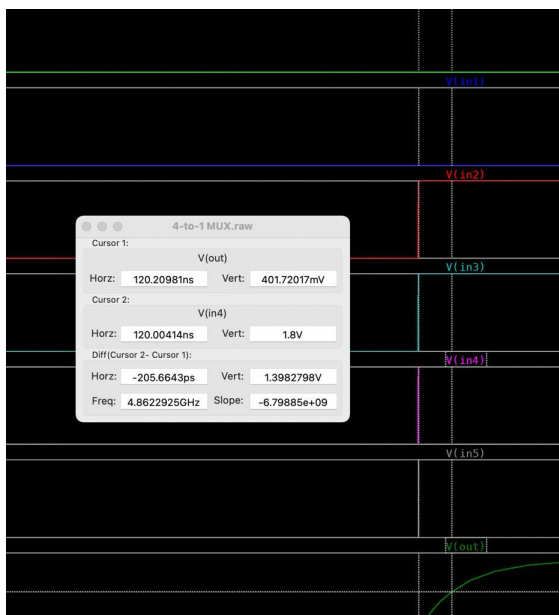 V(in1)
V(in2)
4-to-1 MUX.raw
Cursor 1:
V(out)
Horz: 120.20981ns Vert: 401.72017mV
V(in3)
Cursor 2:
V(in4)
Horz: 120.00414ns Vert: 1.8V
Diff(Cursor 2- Cursor 1):
V(in4)
Horz: -205.6643ps Vert: 1.3982798V
Freq: 4.8622925GHz Slope: -6.79885e+09
V(in5)
V(out)